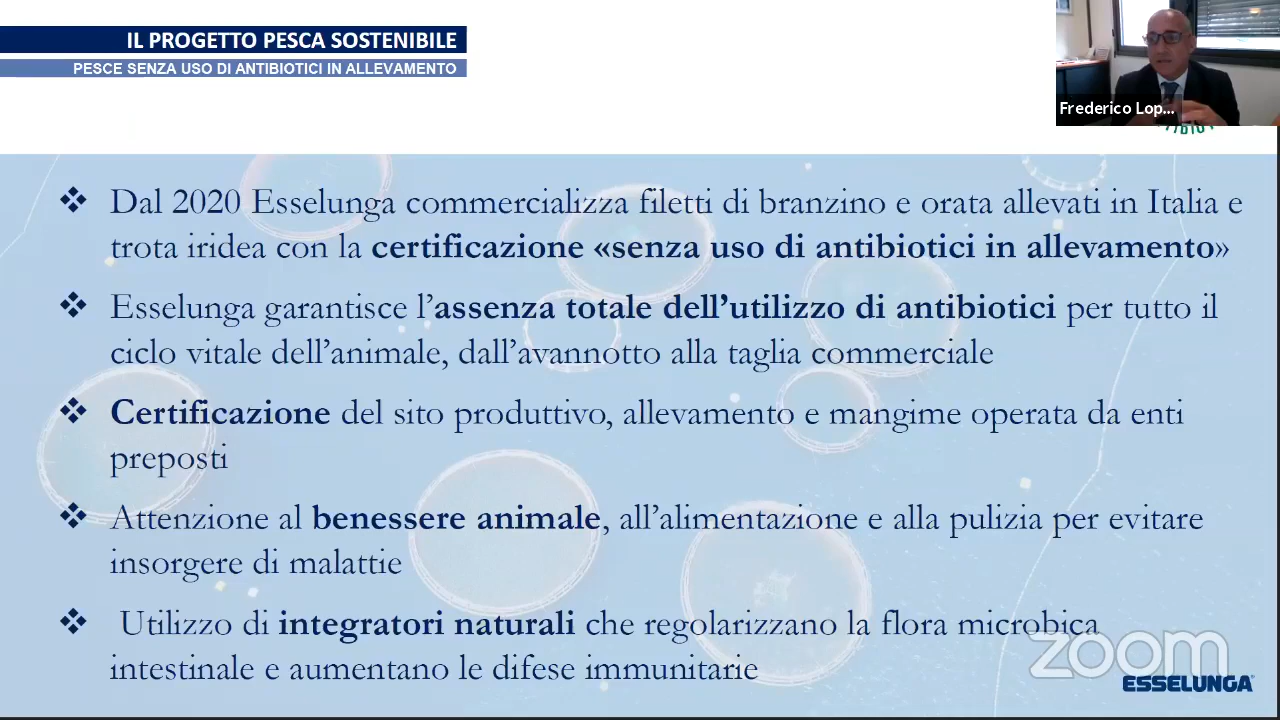 IL PROGETTO PESCA SOSTENIBILE
PESCE SENZA USO DI ANTIBIOTICI IN ALLEVAMENTO
Frederico Lop...
Dal 2020 Esselunga commercializza filetti di branzino e orata allevati in Italia e
trota iridea con la certificazione «senza uso di antibiotici in allevamento»
Esselunga garantisce l'assenza totale dell'utilizzo di antibiotici per tutto il
ciclo vitale dell'animale, dall'avannotto alla taglia commerciale
Certificazione del sito produttivo, allevamento e mangime operata da enti
preposti
Attenzione al benessere animale, all'alimentazione e alla pulizia per evitare
insorgere di malattie
Utilizzo di integratori naturali che regolarizzano la flora microbica
intestinale e aumentano le difese immunitarie
zoom
ESSELUNGA